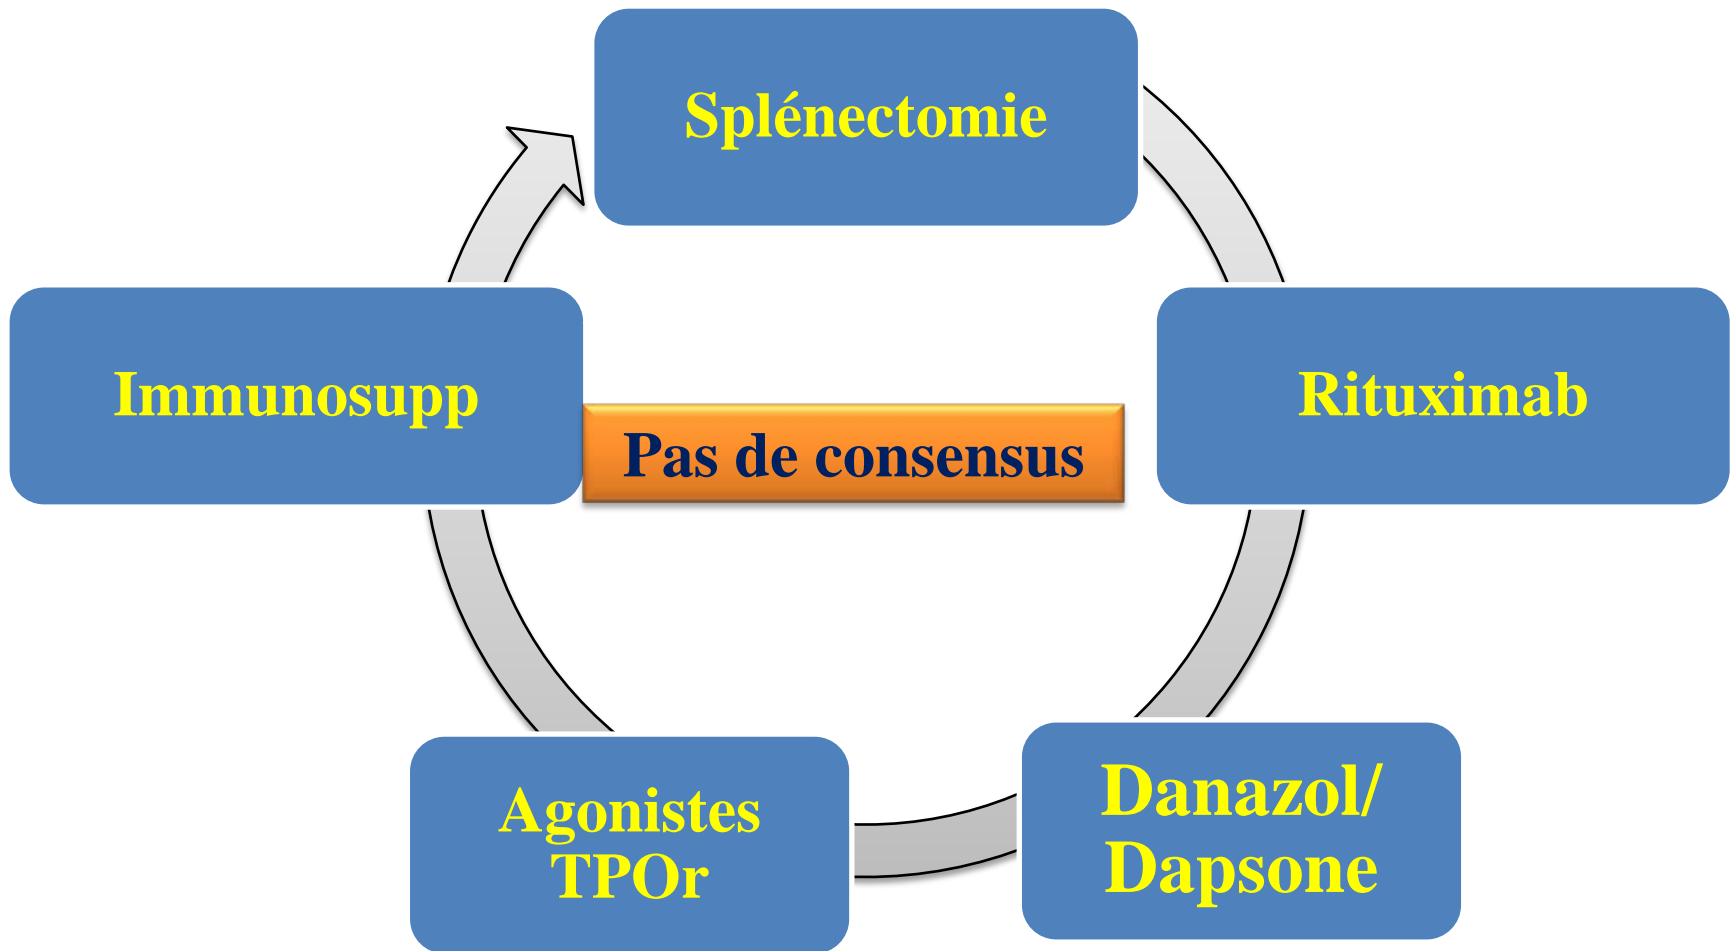 Splénectomie
Immunosupp
Rituximab
Pas de consensus
Agonistes
TPOr
Danazol/
Dapsone